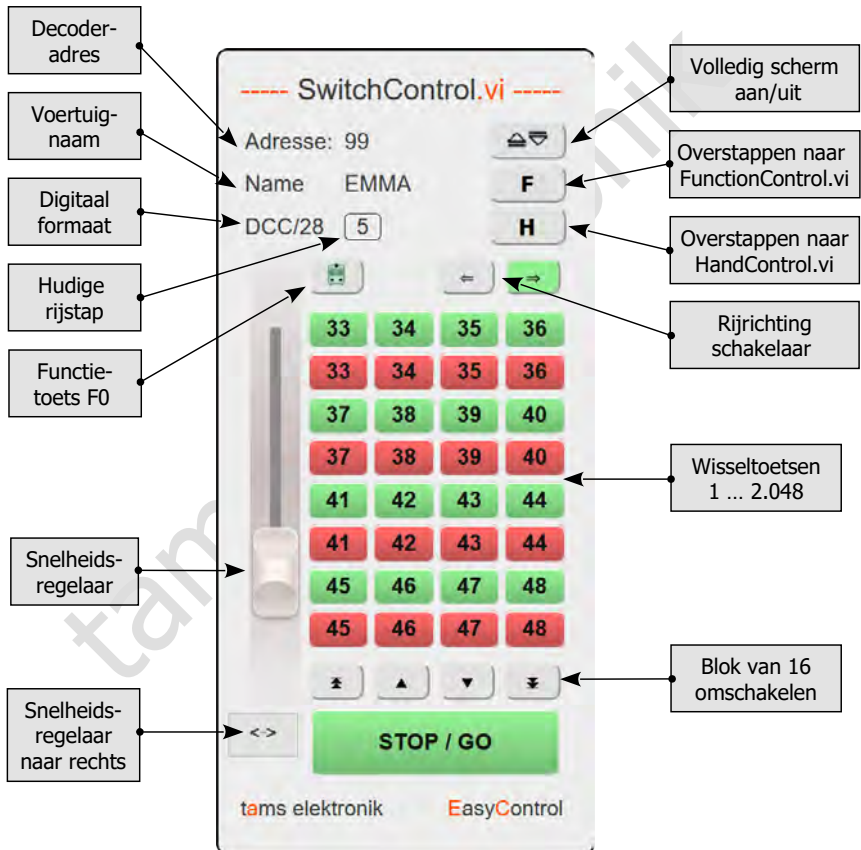 Decoder-
adres
Voertuig-
naam
Digitaal
formaat
Hudige
rijstap
Functie-
toets F0
Snelheids-
regelaar
Snelheids-
regelaar
naar rechts
----- SwitchControl.vi -----
Adresse: 99
Name EMMA
F
DCC/28 5
H
⇐ ⇒
33 34 35 36
33 34 35 36
37 38 39 40
37 38 39 40
41 42 43 44
41 42 43 44
45 46 47 48
45 46 47 48
<->
STOP / GO
tams elektronik EasyControl
Volledig scherm
aan/uit
Overstappen naar
FunctionControl.vi
Overstappen naar
HandControl.vi
Rijrichting
schakelaar
Wisseltoetsen
1 ... 2.048
Blok van 16
omschakelen